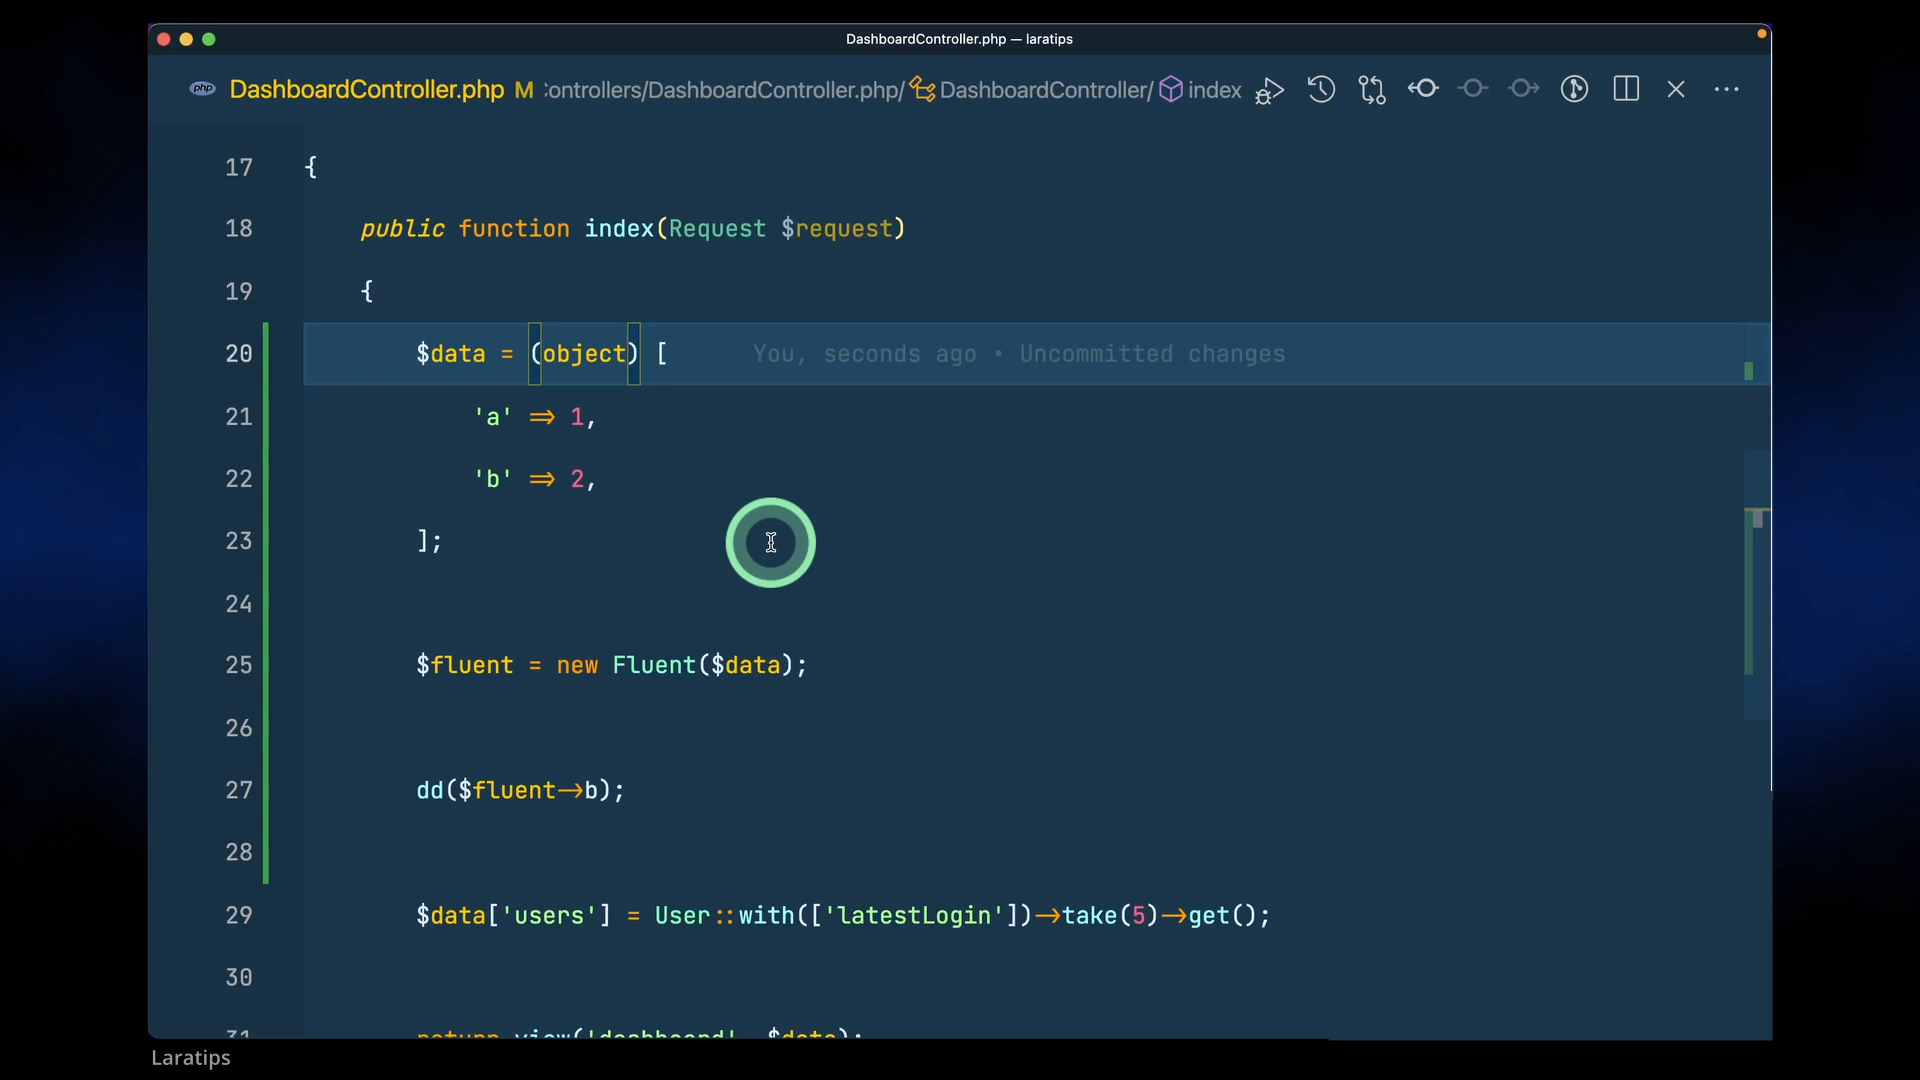 DashboardController.php — laratips
php DashboardController.php M :ontrollers/DashboardController.php/ DashboardController/ index
17 {
18 public function index(Request $request)
19 {
20 $data = (object) [ You, seconds ago • Uncommitted changes
21 'a' => 1,
22 'b' => 2,
23 ];
24
25 $fluent = new Fluent($data);
26
27 dd($fluent->b);
28
29 $data['users'] = User::with(['latestLogin'])->take(5)->get();
30
31 return view('dashboard', $data);
Laratips